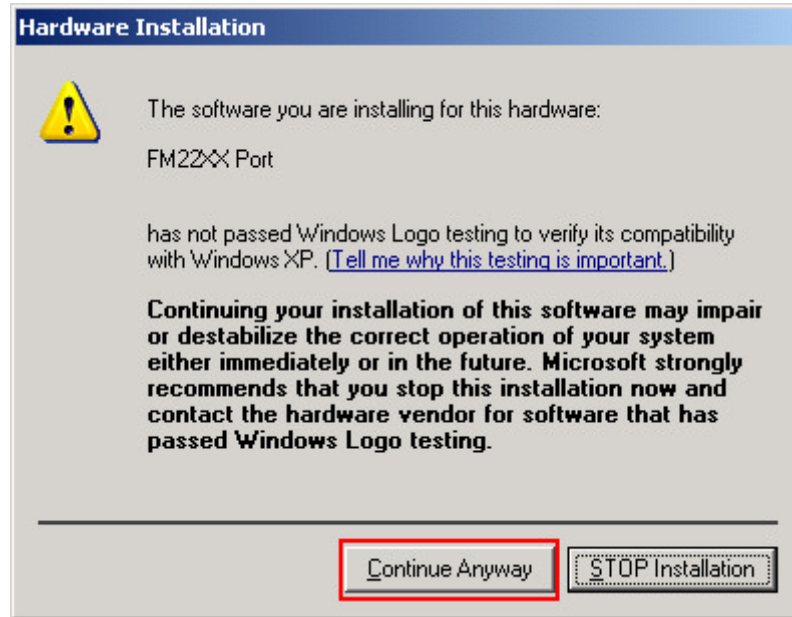 Hardware Installation
The software you are installing for this hardware:
FM22XX Port
has not passed Windows Logo testing to verify its compatibility
with Windows XP. (Tell me why this testing is important.)
Continuing your installation of this software may impair
or destabilize the correct operation of your system
either immediately or in the future. Microsoft strongly
recommends that you stop this installation now and
contact the hardware vendor for software that has
passed Windows Logo testing.
Continue Anyway STOP Installation